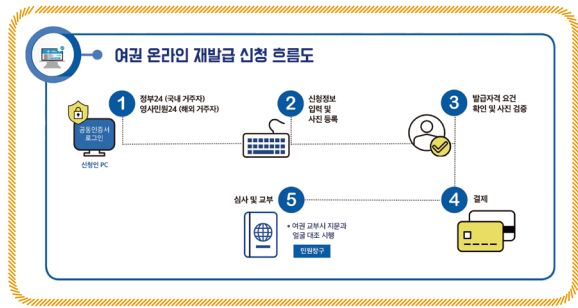 여권 온라인 재발급 신청 흐름도
1
정부24 (국내 거주자)
영사민원24 (해외 거주자)
공동인증서
로그인
신청인 PC
2
신청정보
입력 및
사진 등록
3
발급자격 요건
확인 및 사진 검증
4
결제
심사 및 교부
5
• 여권 교부시 지문과
얼굴 대조 시행
민원창구